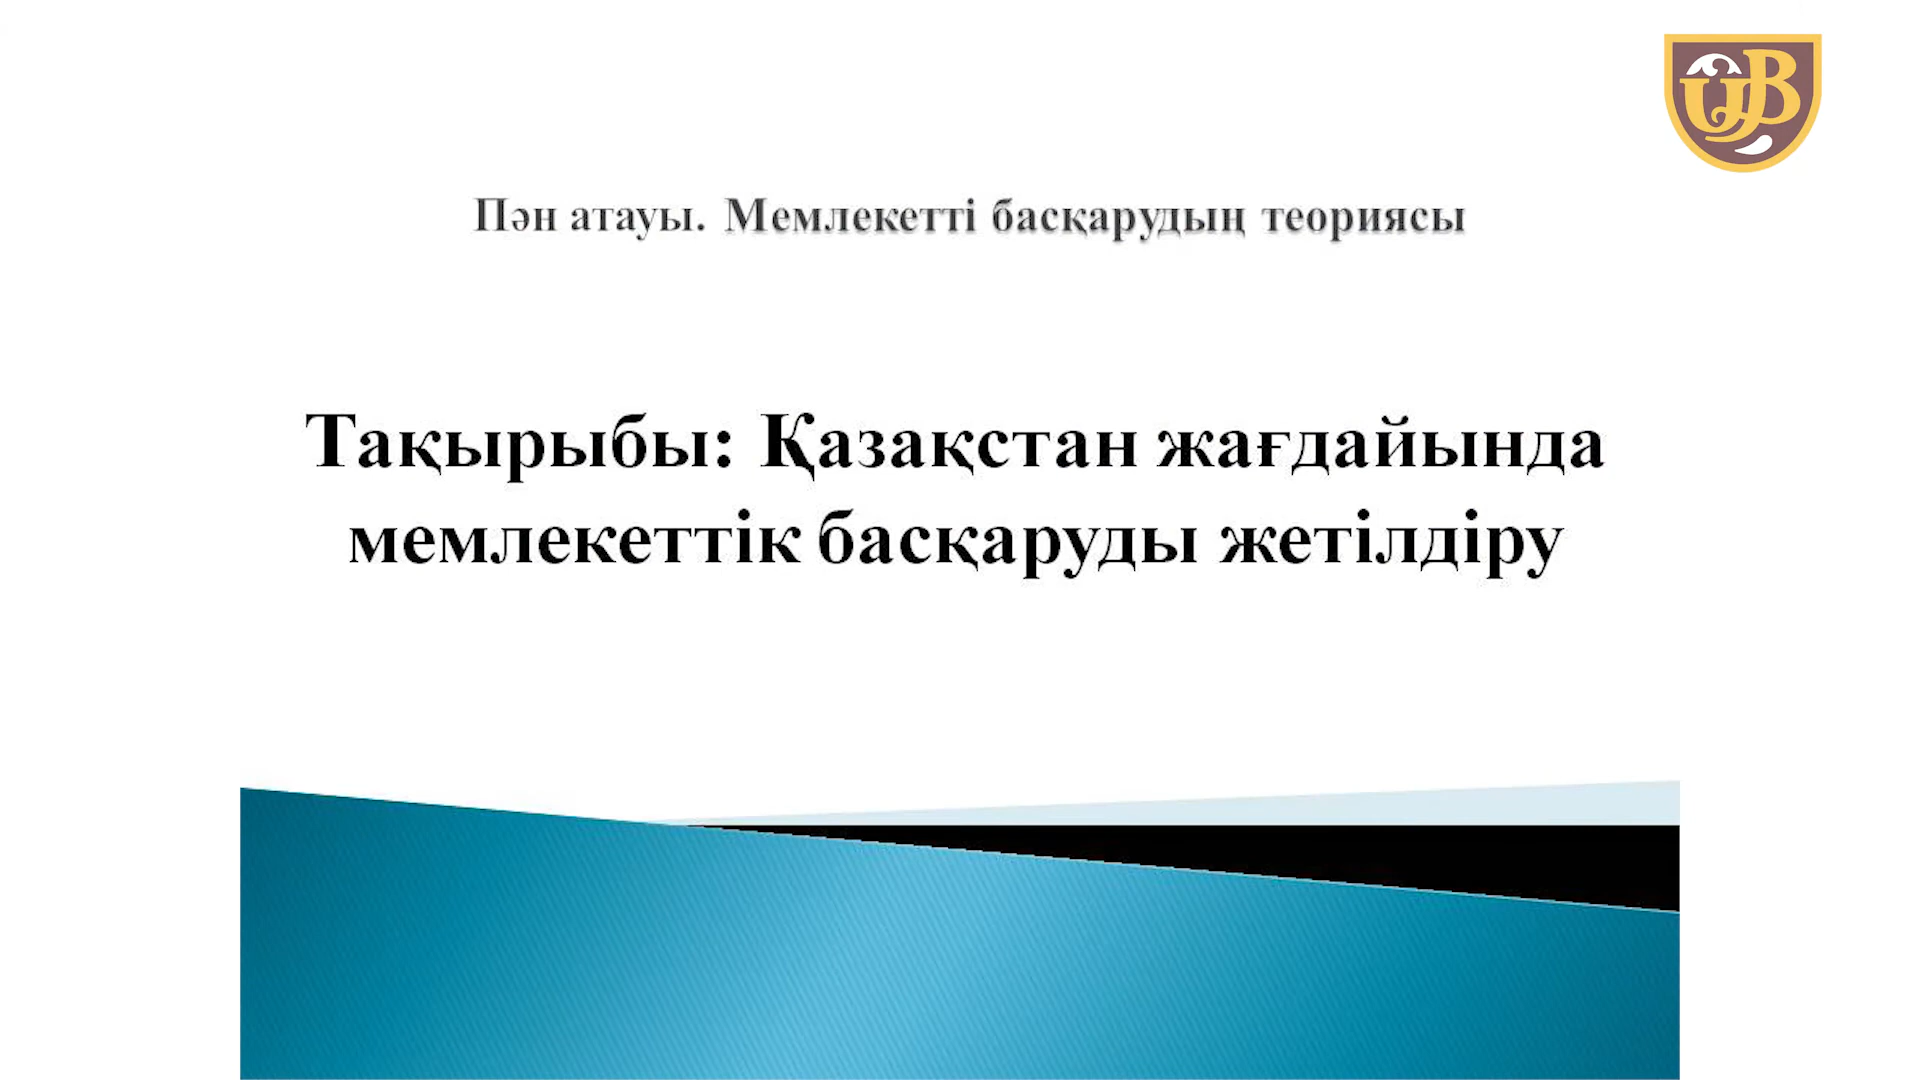 Пән атауы. Мемлекетті басқарудың теориясы
Тақырыбы: Қазақстан жағдайында
мемлекеттік басқаруды жетілдіру